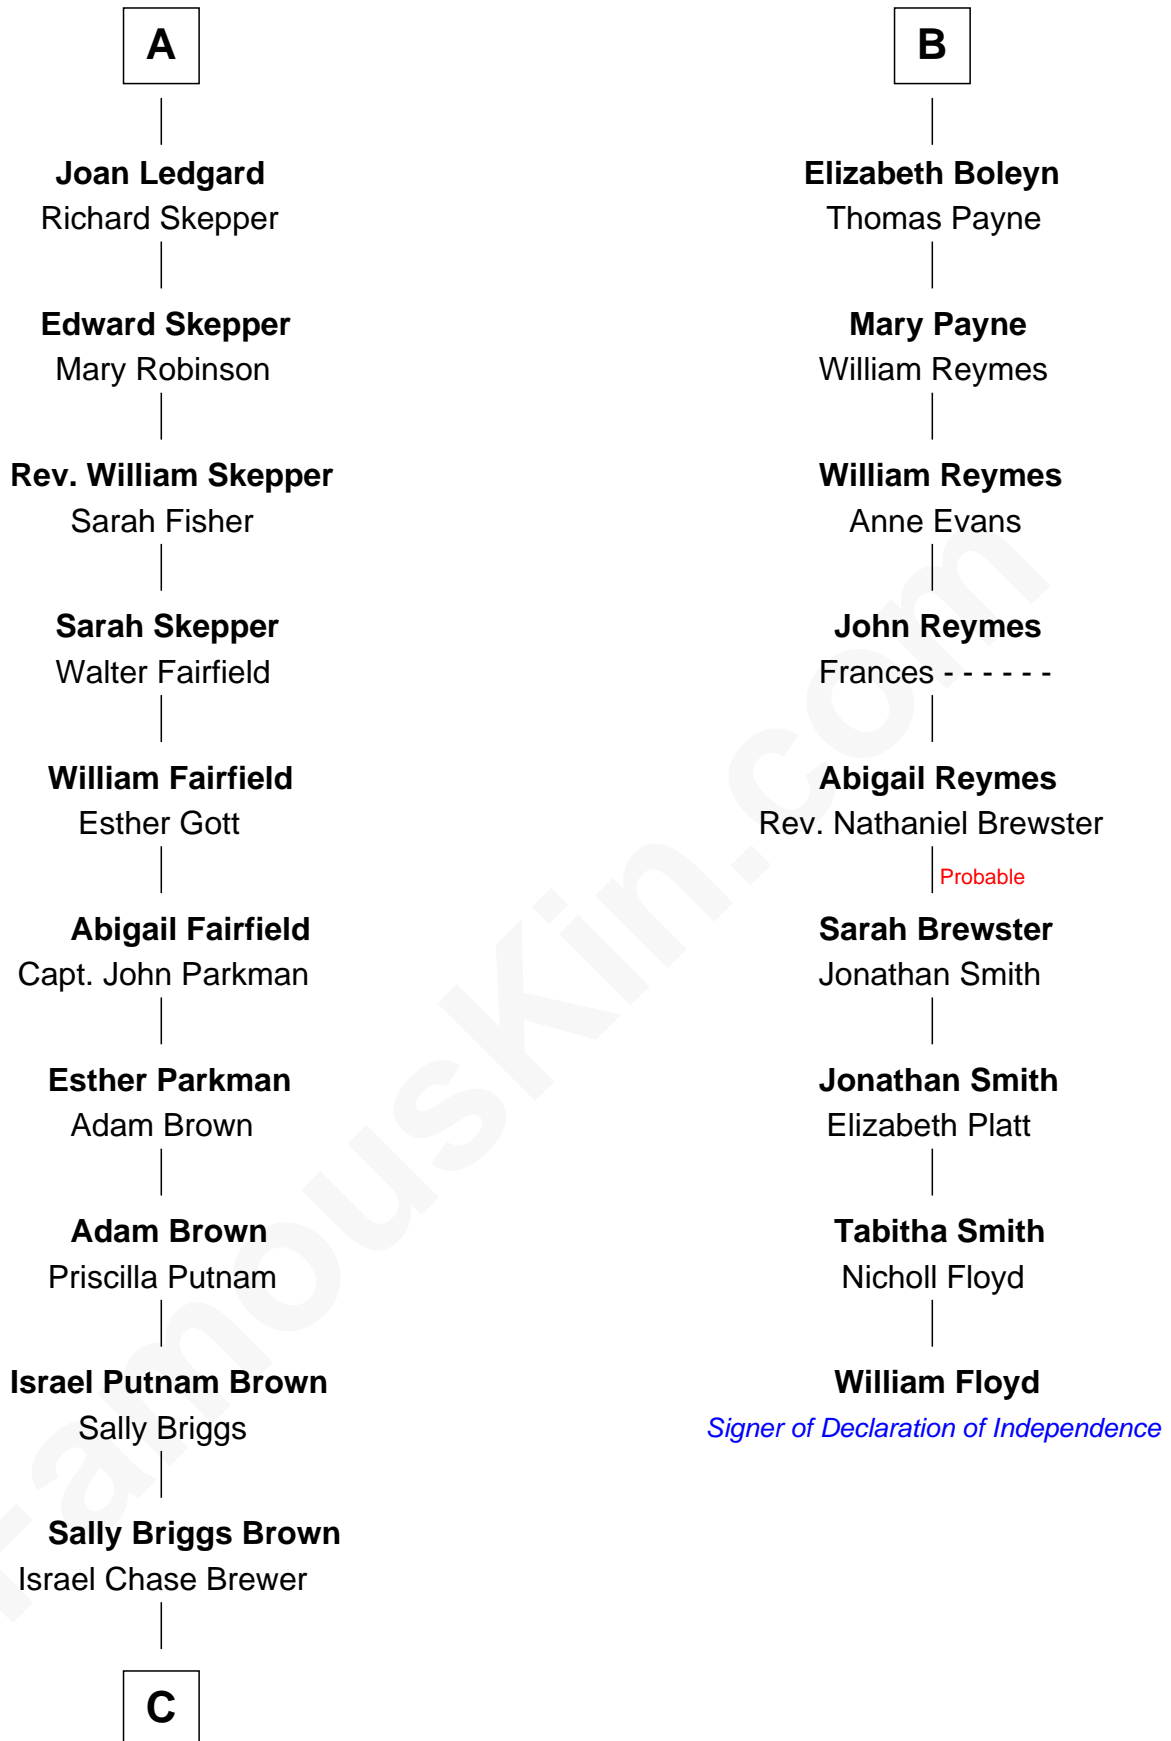 A
Joan Ledgard
Richard Skepper
Edward Skepper
Mary Robinson
Rev. William Skepper
Sarah Fisher
Sarah Skepper
Walter Fairfield
William Fairfield
Esther Gott
Abigail Fairfield
Capt. John Parkman
Esther Parkman
Adam Brown
Adam Brown
Priscilla Putnam
Israel Putnam Brown
Sally Briggs
Sally Briggs Brown
Israel Chase Brewer
C
B
Elizabeth Boleyn
Thomas Payne
Mary Payne
William Reymes
William Reymes
Anne Evans
John Reymes
Frances - - - - - -
Abigail Reymes
Rev. Nathaniel Brewster
Probable
Sarah Brewster
Jonathan Smith
Jonathan Smith
Elizabeth Platt
Tabitha Smith
Nicholl Floyd
William Floyd
Signer of Declaration of Independence
FamousKin.com